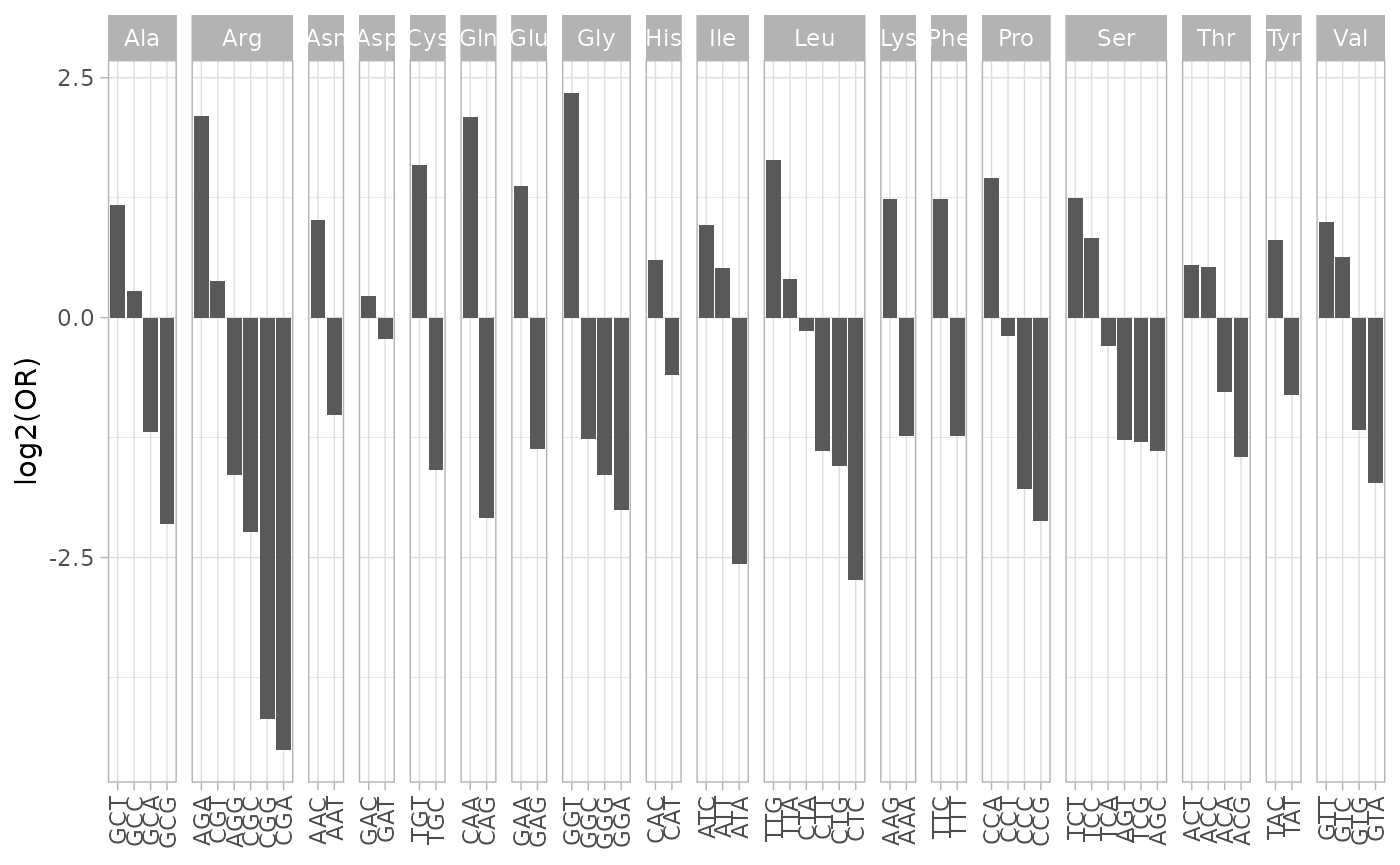 Ala Arg Asn Asp Cys Gln Glu Gly His Ile Leu Lys Phe Pro Ser Thr Tyr Val
2.5
0.0
-2.5
log2(OR)
GCT GCC GCA GCG AGA CGT AGG CGC CGG CGA AAC AAT GAC GAT TGT TGC CAA CAG GAA GAG GGT GGC GGG GGA CAC CAT ATC ATT ATA TTG TTA CTA CTT CTG CTC AAG AAA TTC TTT CCA CCT CCC CCG TCT TCC TCA AGT TCG AGC ACT ACC ACA ACG TAC TAT GTT GTC GTG GTA